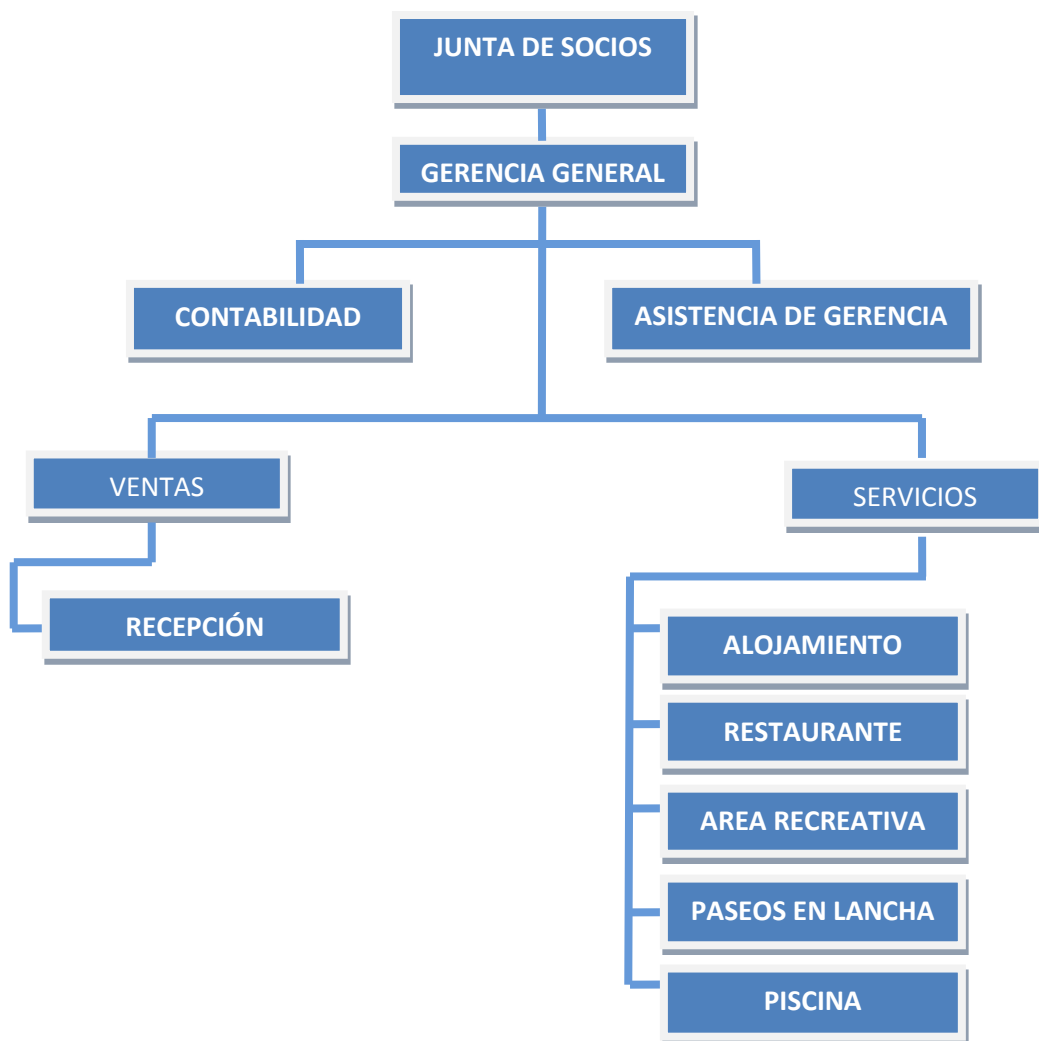 JUNTA DE SOCIOS
GERENCIA GENERAL
CONTABILIDAD
ASISTENCIA DE GERENCIA
VENTAS
SERVICIOS
RECEPCIÓN
ALOJAMIENTO
RESTAURANTE
AREA RECREATIVA
PASEOS EN LANCHA
PISCINA